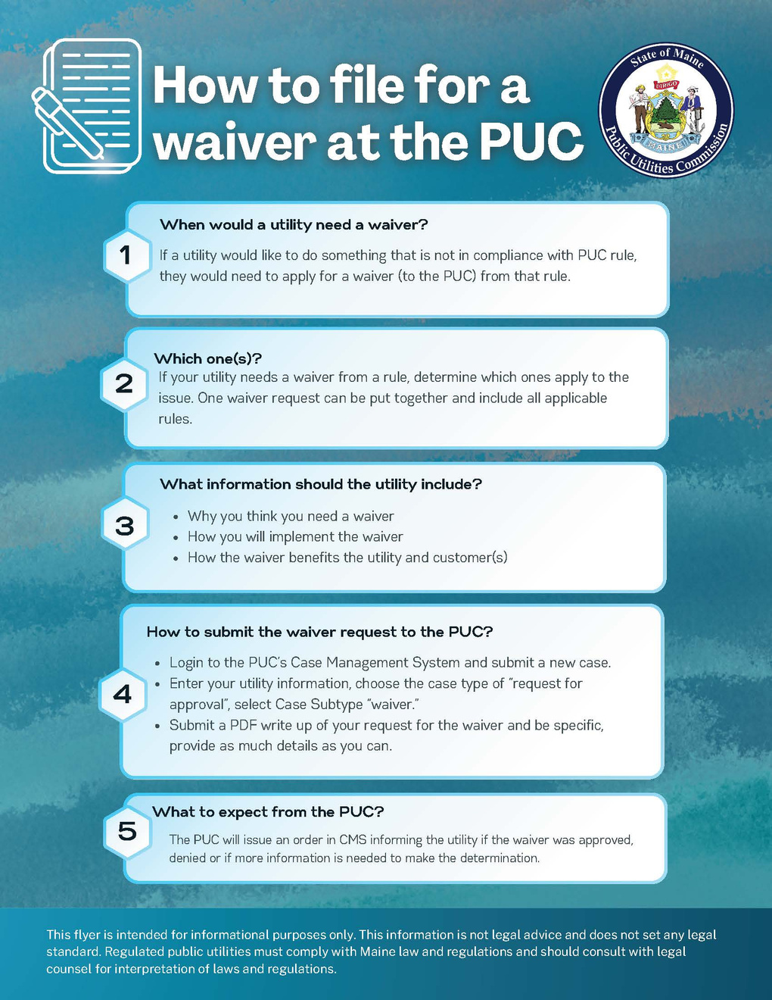 How to file for a
waiver at the PUC
State of Maine
DIRIGO
MAINE
Public Utilities Commission
1
When would a utility need a waiver?
If a utility would like to do something that is not in compliance with PUC rule,
they would need to apply for a waiver (to the PUC) from that rule.
2
Which one(s)?
If your utility needs a waiver from a rule, determine which ones apply to the
issue. One waiver request can be put together and include all applicable
rules.
3
What information should the utility include?
• Why you think you need a waiver
• How you will implement the waiver
• How the waiver benefits the utility and customer(s)
4
How to submit the waiver request to the PUC?
• Login to the PUC's Case Management System and submit a new case.
• Enter your utility information, choose the case type of "request for
approval", select Case Subtype "waiver."
• Submit a PDF write up of your request for the waiver and be specific,
provide as much details as you can.
5
What to expect from the PUC?
The PUC will issue an order in CMS informing the utility if the waiver was approved,
denied or if more information is needed to make the determination.
This flyer is intended for informational purposes only. This information is not legal advice and does not set any legal
standard. Regulated public utilities must comply with Maine law and regulations and should consult with legal
counsel for interpretation of laws and regulations.